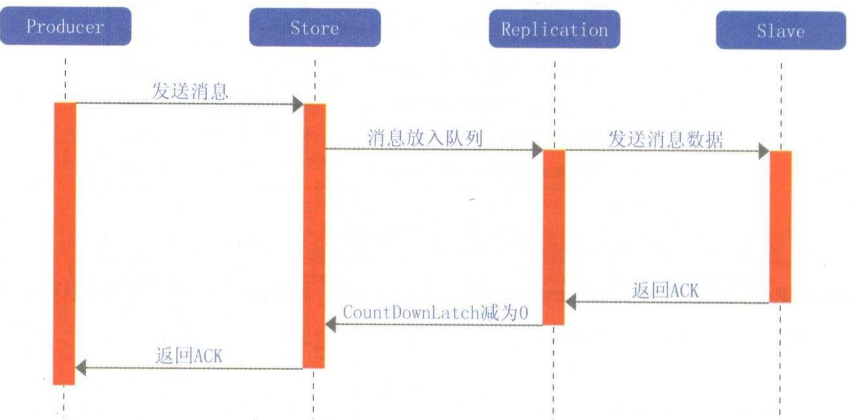 Producer
Store
Replication
Slave
发送消息
消息放入队列
发送消息数据
返回ACK
CountDownLatch减为0
返回ACK